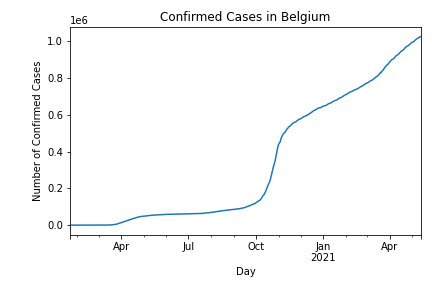 Confirmed Cases in Belgium
1e6
1.0
0.8
0.6
0.4
0.2
0.0
Number of Confirmed Cases
Apr
Jul
Oct
Jan
2021
Apr
Day